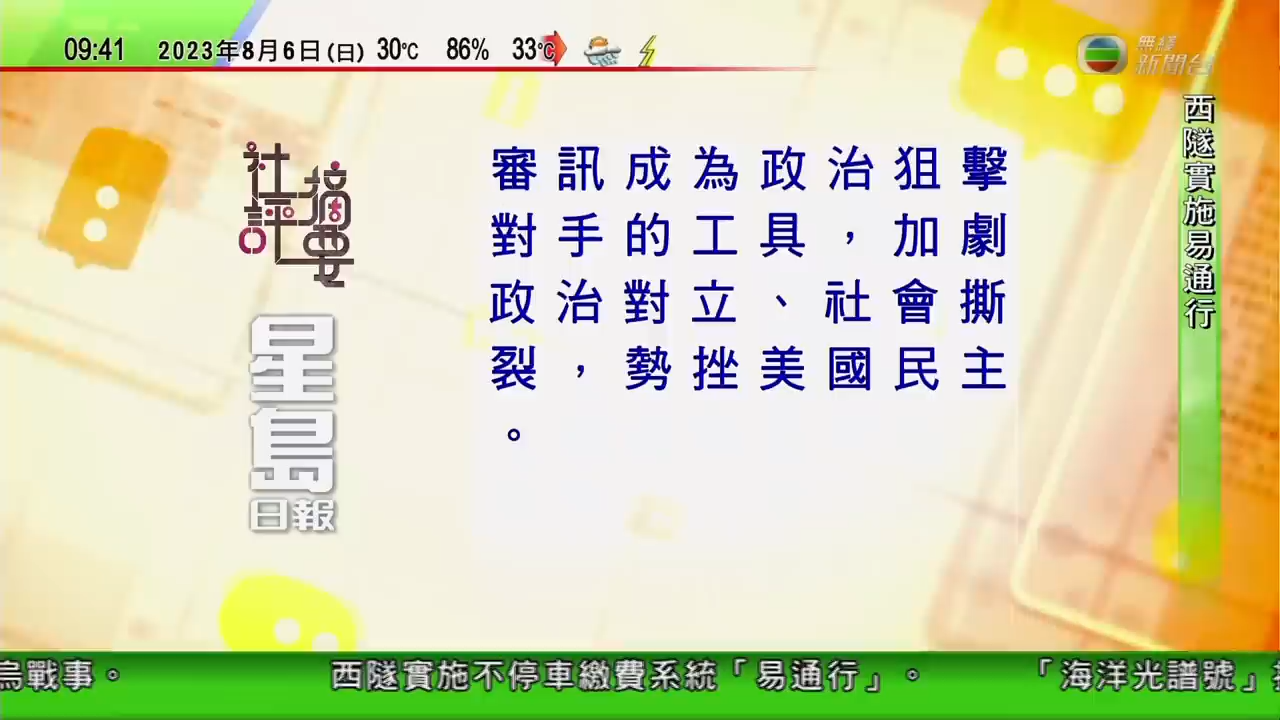 09:41 2023年8月6日(日) 30℃ 86% 33℃
無綫
新聞台
西隧實施易通行
社評
摘要
星島
日報
審訊成為政治狙擊
對手的工具，加劇
政治對立、社會撕
裂，勢挫美國民主
。
烏戰事。 西隧實施不停車繳費系統「易通行」。 「海洋光譜號」